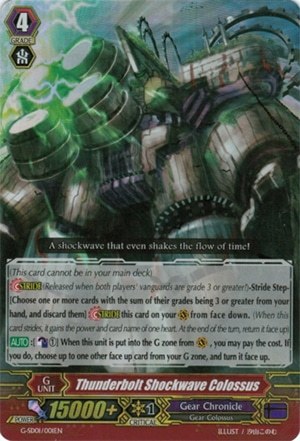 4
GRADE
A shockwave that even shakes the flow of time!
(This card cannot be in your main deck)
STRIDE (Released when both players' vanguards are grade 3 or greater!)-Stride Step-
[Choose one or more cards with the sum of their grades being 3 or greater from your
hand, and discard them] STRIDE this card on from face down. (When this
card strides, it gains the power and card name of one heart. At the end of the turn, return it face up)
AUTO: When this unit is put into the G zone from , you may pay the cost. If
you do, choose up to one other face up card from your G zone, and turn it face up.
G
UNIT
Thunderbolt Shockwave Colossus
POWER
15000+
1
CRITICAL
Gear Chronicle
Gear Colossus
G-SD01/001EN
ILLUST /